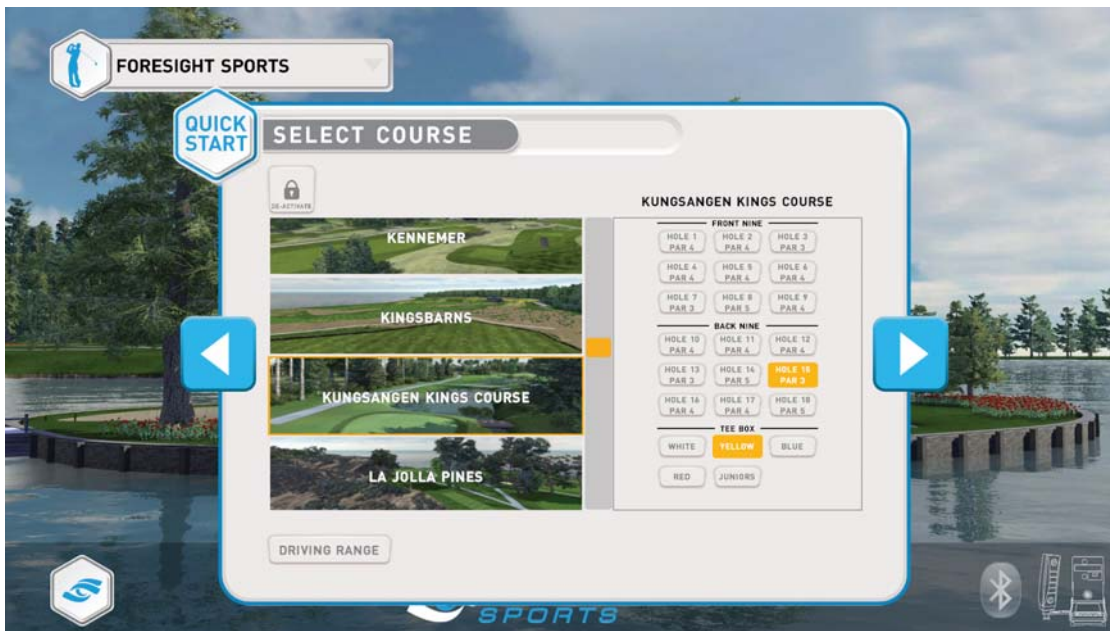 FORESIGHT SPORTS
QUICK
START
SELECT COURSE
DE-ACTIVATE
KENNEMER
KINGSBARNS
KUNGSANGEN KINGS COURSE
LA JOLLA PINES
DRIVING RANGE
KUNGSANGEN KINGS COURSE
FRONT NINE
HOLE 1 HOLE 2 HOLE 3
PAR 4 PAR 4 PAR 3
HOLE 4 HOLE 5 HOLE 6
PAR 4 PAR 4 PAR 4
HOLE 7 HOLE 8 HOLE 9
PAR 3 PAR 5 PAR 4
BACK NINE
HOLE 10 HOLE 11 HOLE 12
PAR 4 PAR 4 PAR 4
HOLE 13 HOLE 14 HOLE 15
PAR 3 PAR 5 PAR 3
HOLE 16 HOLE 17 HOLE 18
PAR 4 PAR 4 PAR 5
TEE BOX
WHITE YELLOW BLUE
RED JUNIORS
SPORTS